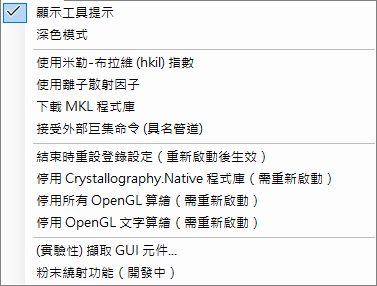 顯示工具提示
深色模式
使用米勒-布拉維 (hkil) 指數
使用離子散射因子
下載 MKL 程式庫
接受外部巨集命令 (具名管道)
結束時重設登錄設定（重新啟動後生效）
停用 Crystallography.Native 程式庫（需重新啟動）
停用所有 OpenGL 算繪（需重新啟動）
停用 OpenGL 文字算繪（需重新啟動）
(實驗性) 擷取 GUI 元件...
粉末繞射功能（開發中）